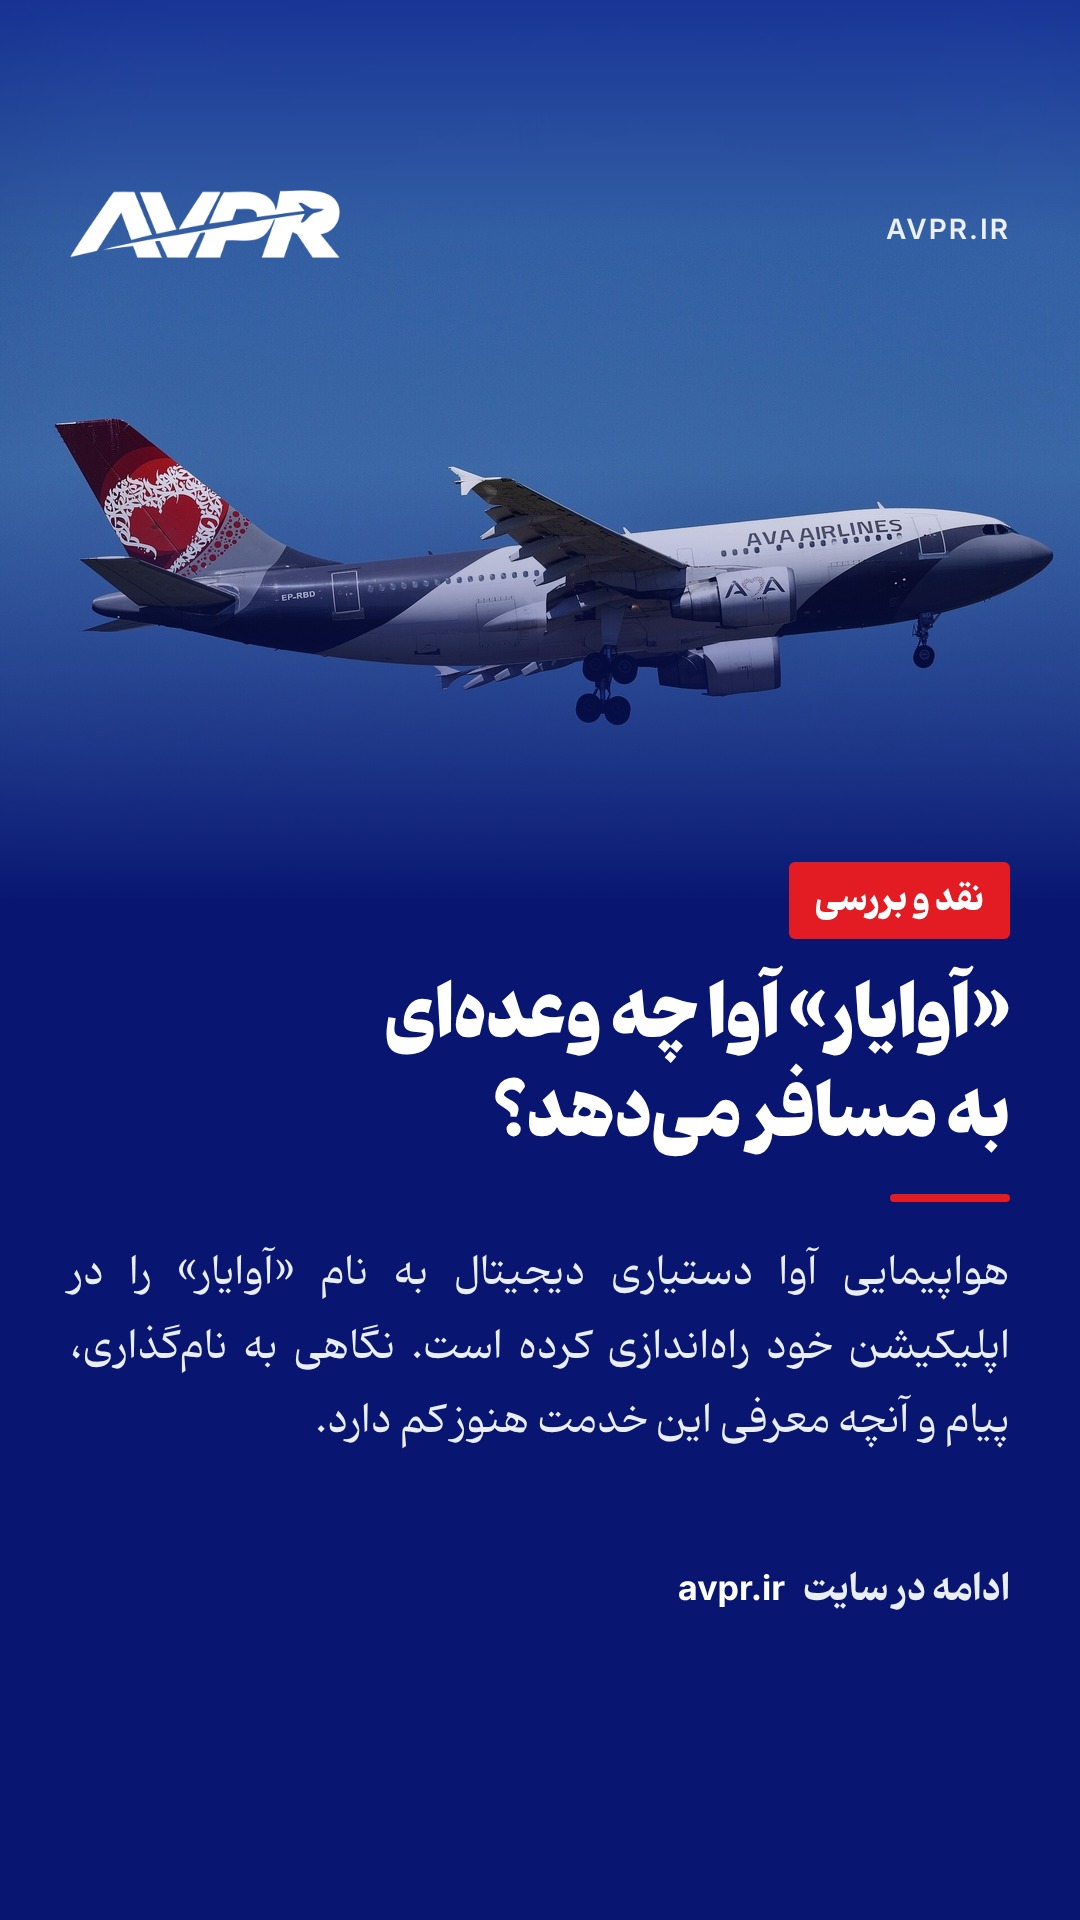 AVPR
AVPR.IR
AVA AIRLINES
AVA
EP-RBD
نقد و بررسی
«آوایار» آوا چه وعده‌ای
به مسافر می‌دهد؟
هواپیمایی آوا دستیاری دیجیتال به نام «آوایار» را در
اپلیکیشن خود راه‌اندازی کرده است. نگاهی به نام‌گذاری،
پیام و آنچه معرفی این خدمت هنوز کم دارد.
ادامه در سایت avpr.ir